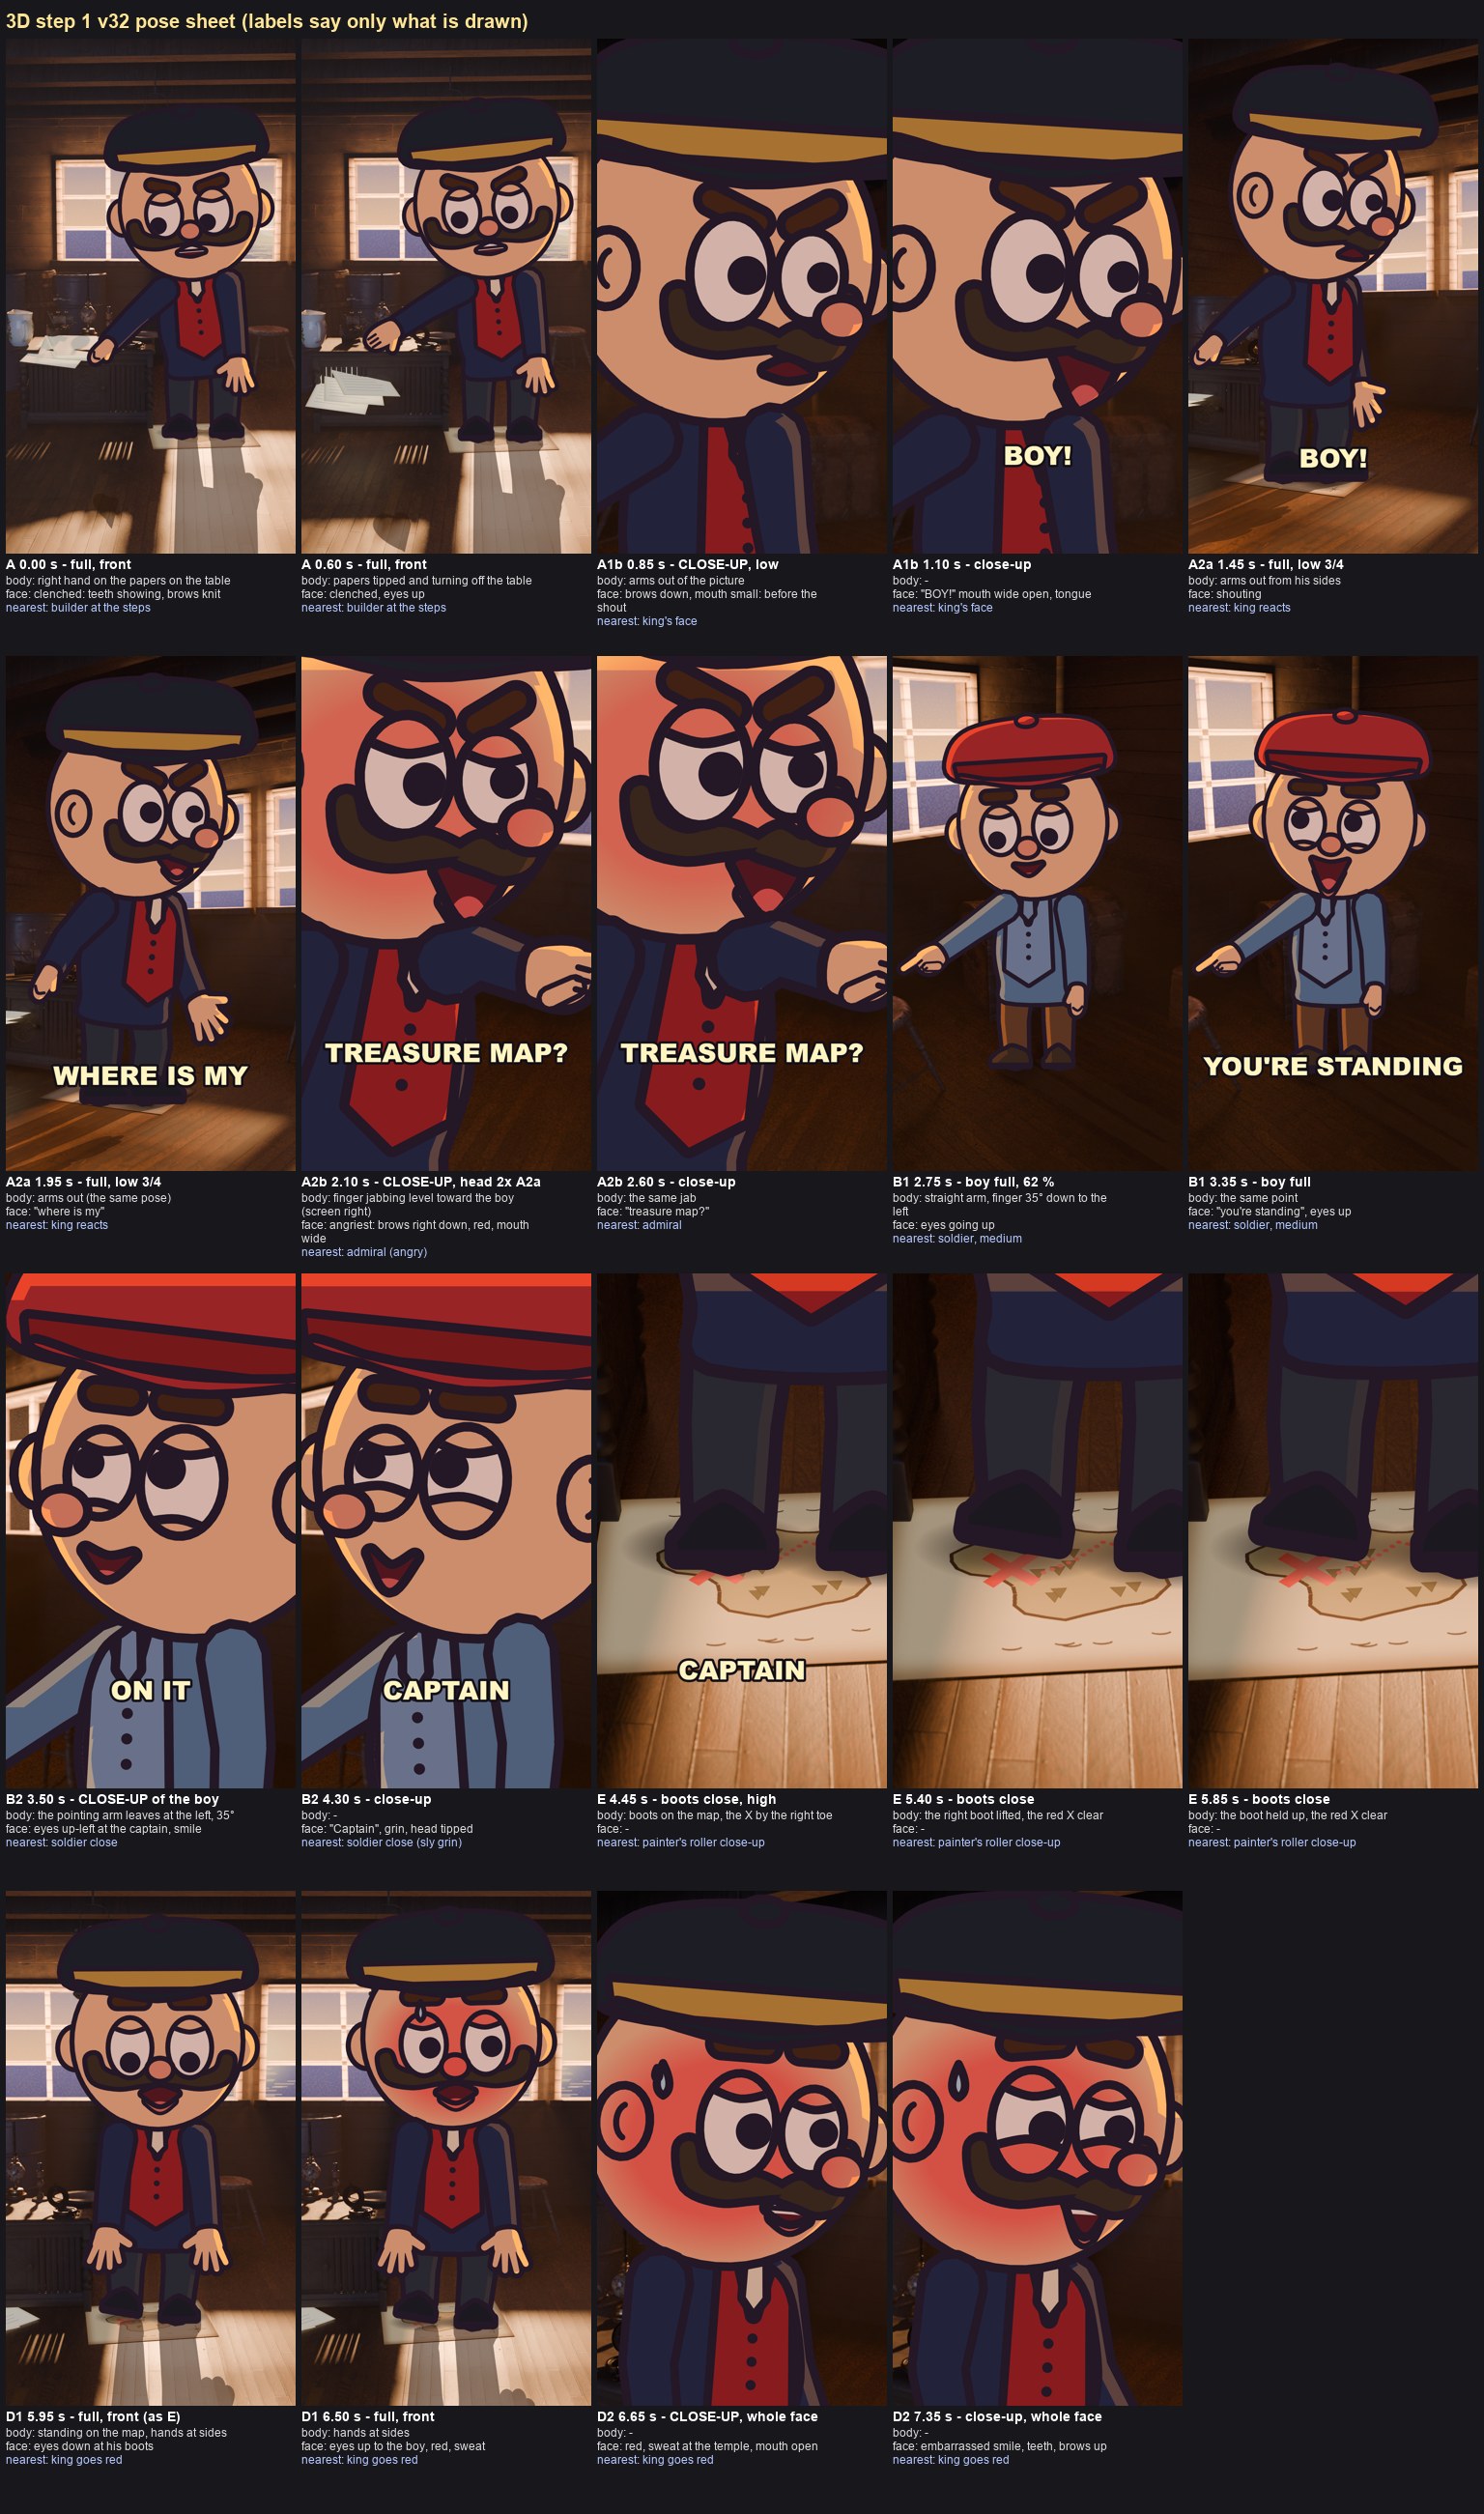 3D step 1 v32 pose sheet (labels say only what is drawn)
BOY!
BOY!
A 0.00 s - full, front
body: right hand on the papers on the table
face: clenched: teeth showing, brows knit
nearest: builder at the steps
A 0.60 s - full, front
body: papers tipped and turning off the table
face: clenched, eyes up
nearest: builder at the steps
A1b 0.85 s - CLOSE-UP, low
body: arms out of the picture
face: brows down, mouth small: before the
shout
nearest: king's face
A1b 1.10 s - close-up
body: -
face: "BOY!" mouth wide open, tongue
nearest: king's face
A2a 1.45 s - full, low 3/4
body: arms out from his sides
face: shouting
nearest: king reacts
WHERE IS MY
TREASURE MAP?
TREASURE MAP?
YOU'RE STANDING
A2a 1.95 s - full, low 3/4
body: arms out (the same pose)
face: "where is my"
nearest: king reacts
A2b 2.10 s - CLOSE-UP, head 2x A2a
body: finger jabbing level toward the boy
(screen right)
face: angriest: brows right down, red, mouth
wide
nearest: admiral (angry)
A2b 2.60 s - close-up
body: the same jab
face: "treasure map?"
nearest: admiral
B1 2.75 s - boy full, 62 %
body: straight arm, finger 35° down to the
left
face: eyes going up
nearest: soldier, medium
B1 3.35 s - boy full
body: the same point
face: "you're standing", eyes up
nearest: soldier, medium
ON IT
CAPTAIN
CAPTAIN
B2 3.50 s - CLOSE-UP of the boy
body: the pointing arm leaves at the left, 35°
face: eyes up-left at the captain, smile
nearest: soldier close
B2 4.30 s - close-up
body: -
face: "Captain", grin, head tipped
nearest: soldier close (sly grin)
E 4.45 s - boots close, high
body: boots on the map, the X by the right toe
face: -
nearest: painter's roller close-up
E 5.40 s - boots close
body: the right boot lifted, the red X clear
face: -
nearest: painter's roller close-up
E 5.85 s - boots close
body: the boot held up, the red X clear
face: -
nearest: painter's roller close-up
D1 5.95 s - full, front (as E)
body: standing on the map, hands at sides
face: eyes down at his boots
nearest: king goes red
D1 6.50 s - full, front
body: hands at sides
face: eyes up to the boy, red, sweat
nearest: king goes red
D2 6.65 s - CLOSE-UP, whole face
body: -
face: red, sweat at the temple, mouth open
nearest: king goes red
D2 7.35 s - close-up, whole face
body: -
face: embarrassed smile, teeth, brows up
nearest: king goes red